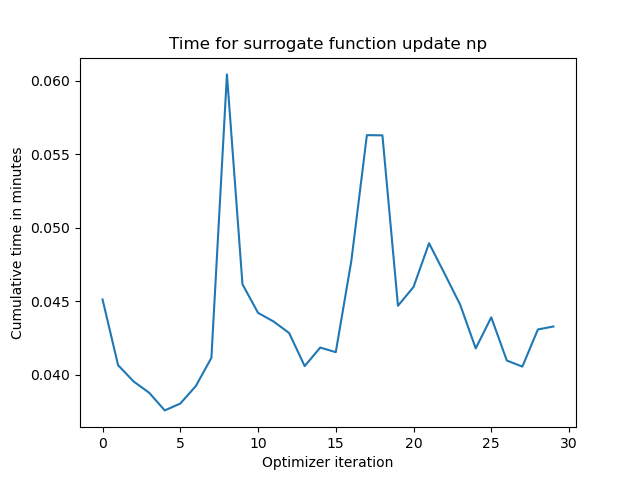 Time for surrogate function update np
Cumulative time in minutes
0.060
0.055
0.050
0.045
0.040
0 5 10 15 20 25 30
Optimizer iteration